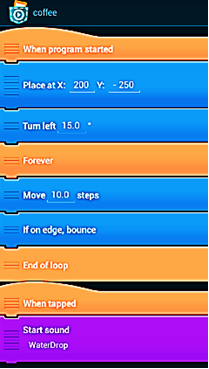 coffee
When program started
Place at X: 200 Y: - 250
Turn left 15.0 °
Forever
Move 10.0 steps
If on edge, bounce
End of loop
When tapped
Start sound
WaterDrop